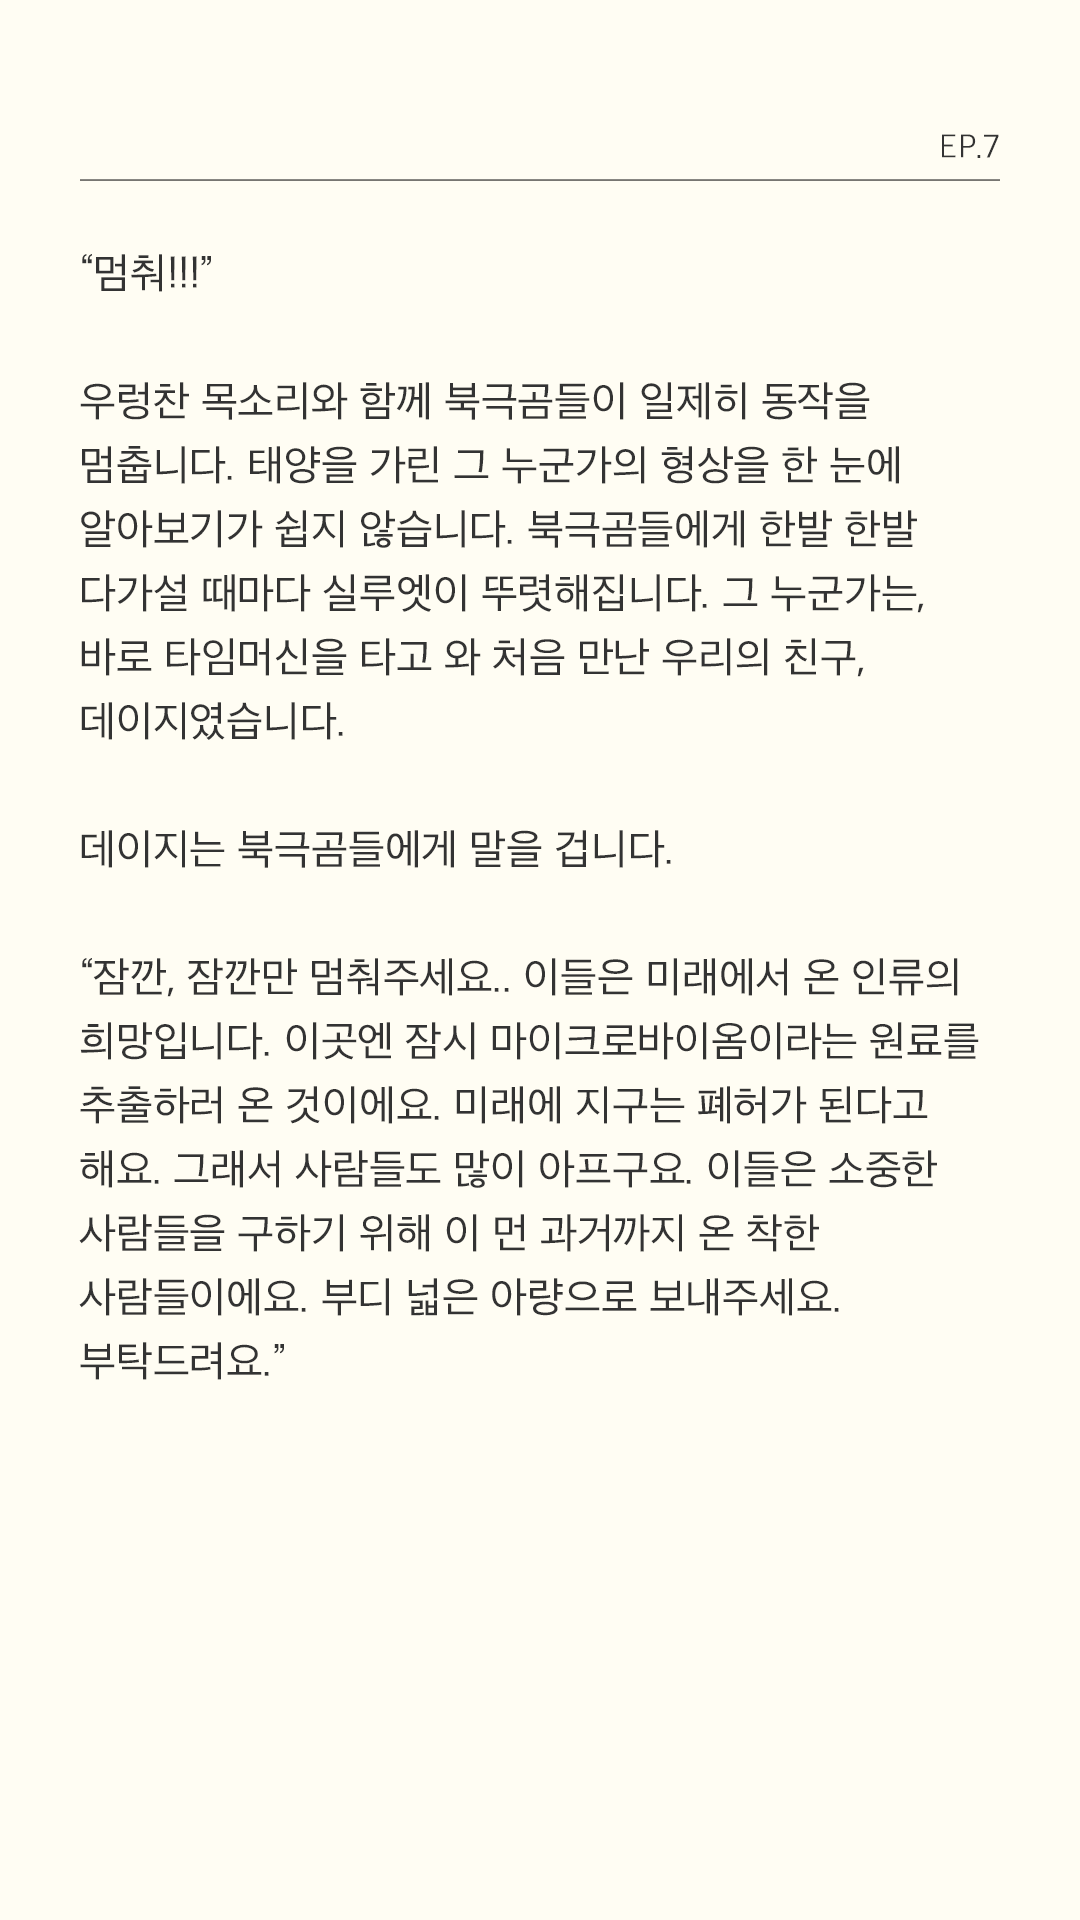 EP.7
“멈춰!!!”
우렁찬 목소리와 함께 북극곰들이 일제히 동작을
멈춥니다. 태양을 가린 그 누군가의 형상을 한 눈에
알아보기가 쉽지 않습니다. 북극곰들에게 한발 한발
다가설 때마다 실루엣이 뚜렷해집니다. 그 누군가는,
바로 타임머신을 타고 와 처음 만난 우리의 친구,
데이지였습니다.
데이지는 북극곰들에게 말을 겁니다.
“잠깐, 잠깐만 멈춰주세요.. 이들은 미래에서 온 인류의
희망입니다. 이곳엔 잠시 마이크로바이옴이라는 원료를
추출하러 온 것이에요. 미래에 지구는 폐허가 된다고
해요. 그래서 사람들도 많이 아프구요. 이들은 소중한
사람들을 구하기 위해 이 먼 과거까지 온 착한
사람들이에요. 부디 넓은 아량으로 보내주세요.
부탁드려요.”